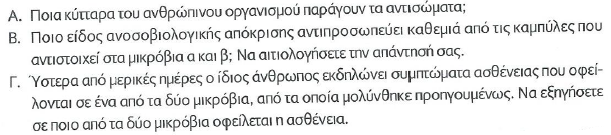 Α. Ποια κύτταρα του ανθρώπινου οργανισμού παράγουν τα αντισώματα;
Β. Ποιο είδος ανοσοβιολογικής απόκρισης αντιπροσωπεύει καθεμιά από τις καμπύλες που
αντιστοιχεί στα μικρόβια α και β; Να αιτιολογήσετε την απάντησή σας.
Γ. Ύστερα από μερικές ημέρες ο ίδιος άνθρωπος εκδηλώνει συμπτώματα ασθένειας που οφεί-
λονται σε ένα από τα δύο μικρόβια, από τα οποία μολύνθηκε προηγουμένως. Να εξηγήσετε
σε ποιο από τα δύο μικρόβια οφείλεται η ασθένεια.